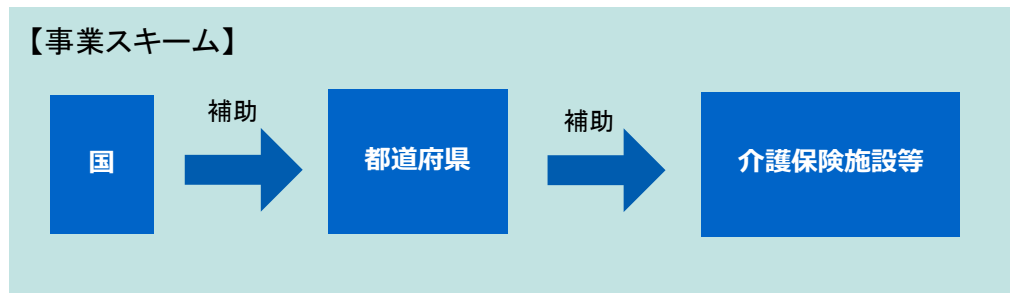 【事業スキーム】
補助
補助
国
都道府県
介護保険施設等